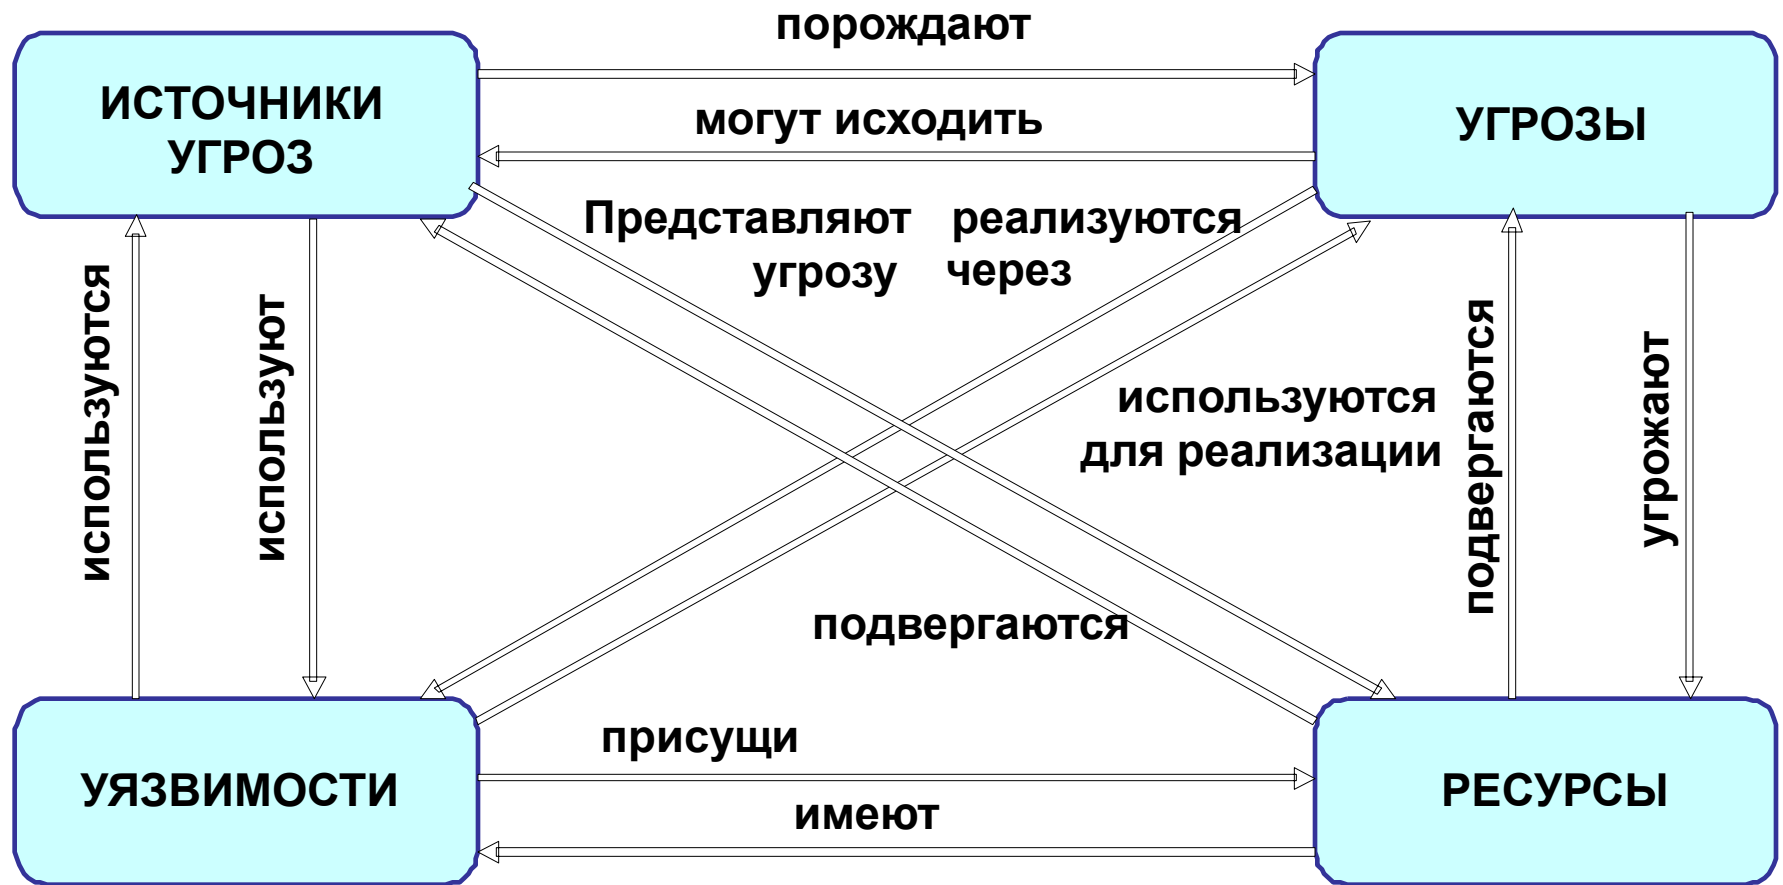 порождают
ИСТОЧНИКИ
УГРОЗ
УГРОЗЫ
могут исходить
Представляют
угрозу
реализуются
через
используются
используют
используются
для реализации
подвергаются
угрожают
подвергаются
присущи
УЯЗВИМОСТИ
РЕСУРСЫ
имеют